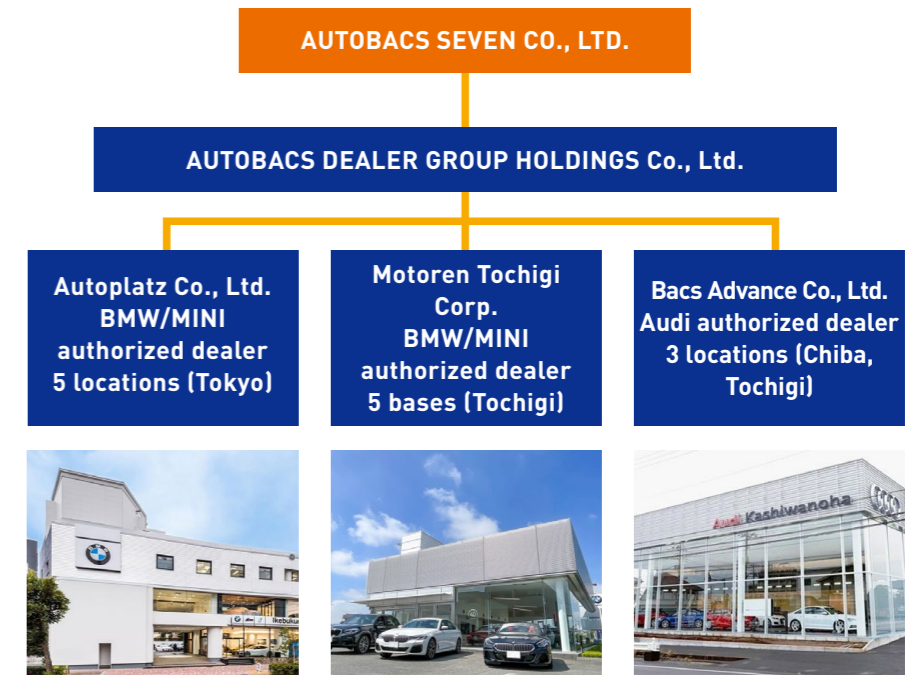 AUTOBACS SEVEN CO., LTD.
AUTOBACS DEALER GROUP HOLDINGS Co., Ltd.
Autoplatz Co., Ltd.
BMW/MINI
authorized dealer
5 locations (Tokyo)
Motoren Tochigi
Corp.
BMW/MINI
authorized dealer
5 bases (Tochigi)
Bacs Advance Co., Ltd.
Audi authorized dealer
3 locations (Chiba,
Tochigi)
Ikebukur
Audi Kashiwanoha